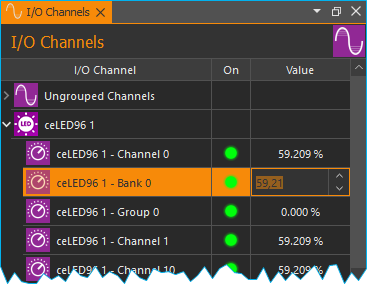 I/O Channels
I/O Channels
I/O Channel On Value
Ungrouped Channels
LED ceLED96 1
ceLED96 1 - Channel 0 59.209 %
ceLED96 1 - Bank 0 59,21
ceLED96 1 - Group 0 0.000 %
ceLED96 1 - Channel 1 59.209 %
ceLED96 1 - Channel 10 59.209 %